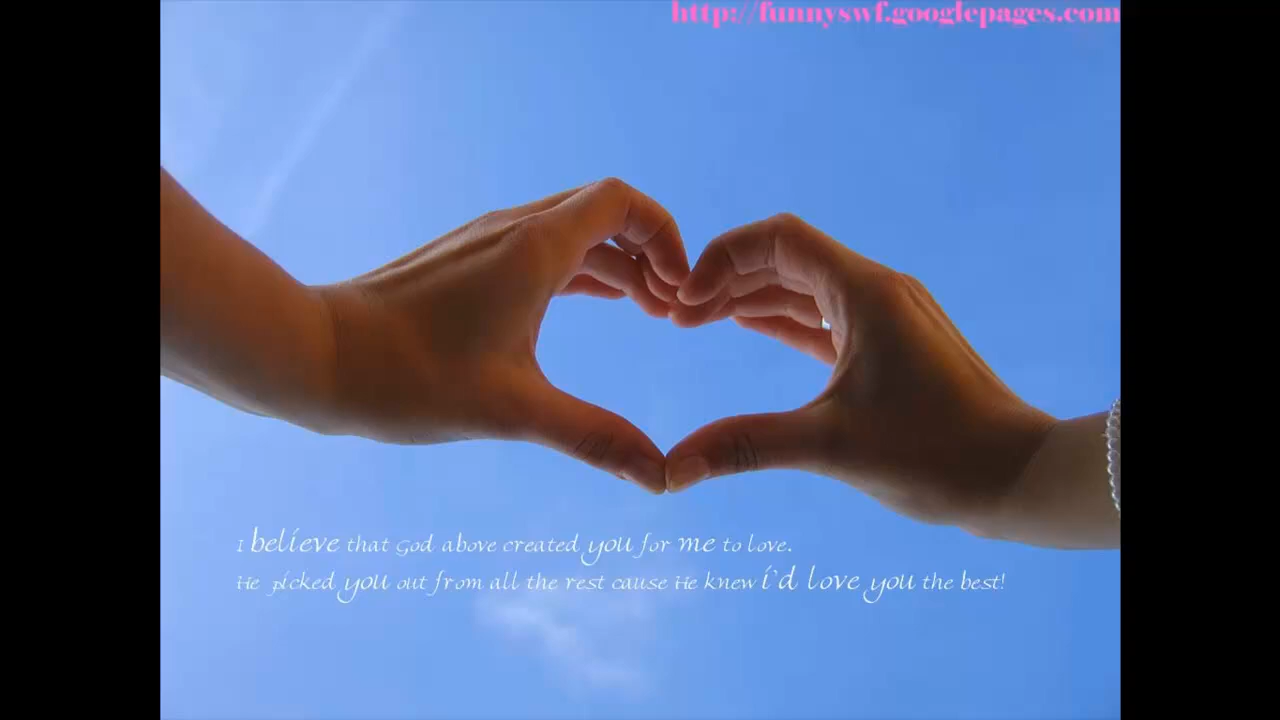 http://funnyswf.googlepages.com
I believe that God above created you for me to love.
He picked you out from all the rest cause He knew i'd love you the best!